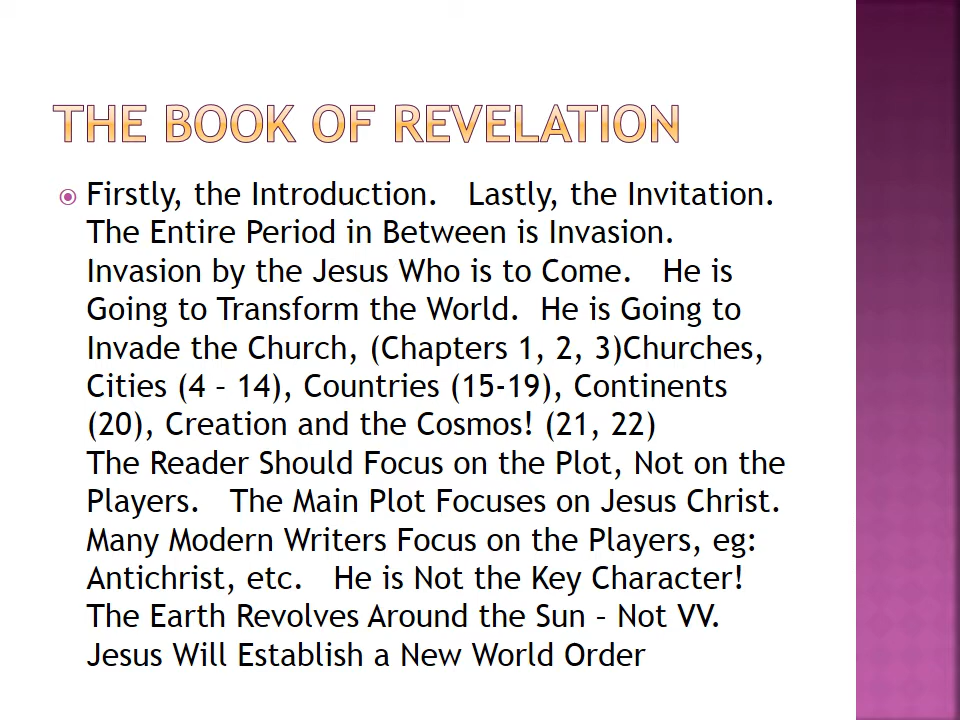 THE BOOK OF REVELATION
Firstly, the Introduction.   Lastly, the Invitation.
The Entire Period in Between is Invasion.
Invasion by the Jesus Who is to Come.   He is
Going to Transform the World.  He is Going to
Invade the Church, (Chapters 1, 2, 3)Churches,
Cities (4 – 14), Countries (15-19), Continents
(20), Creation and the Cosmos! (21, 22)
The Reader Should Focus on the Plot, Not on the
Players.   The Main Plot Focuses on Jesus Christ.
Many Modern Writers Focus on the Players, eg:
Antichrist, etc.   He is Not the Key Character!
The Earth Revolves Around the Sun – Not VV.
Jesus Will Establish a New World Order